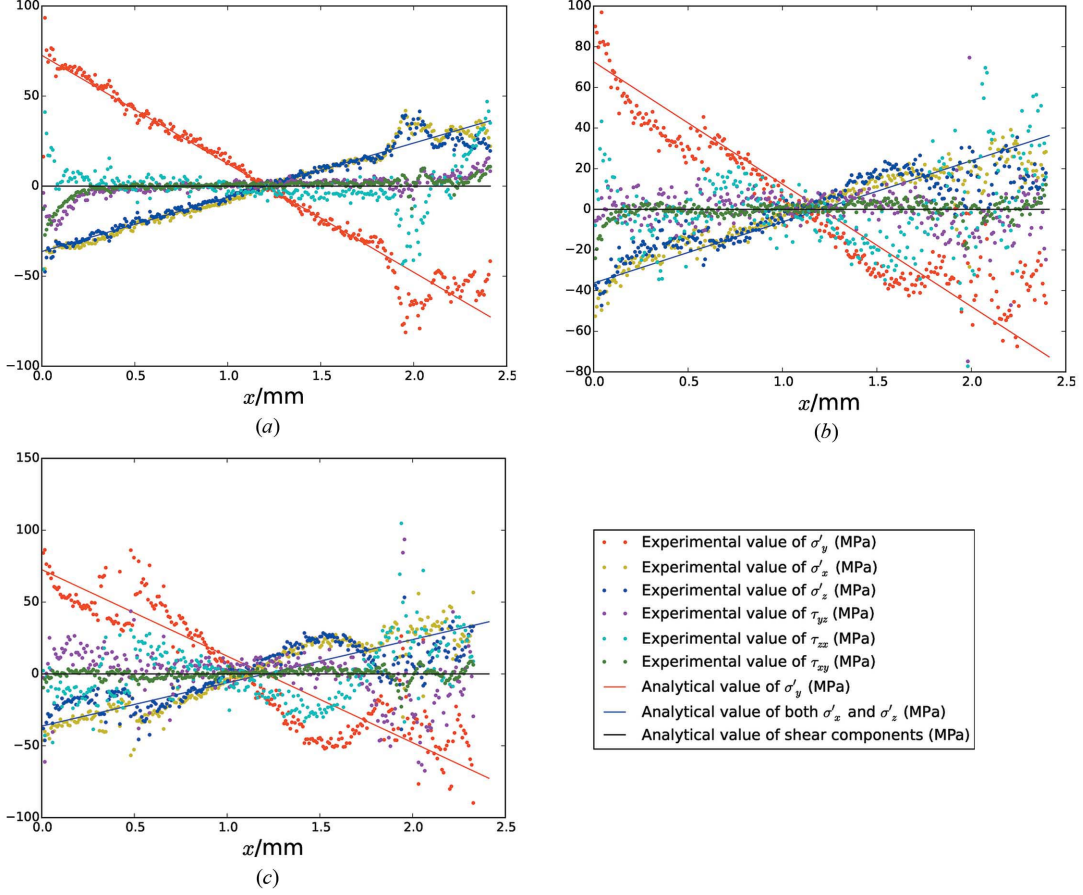 100
50
0
−50
−100
0.0 0.5 1.0 1.5 2.0 2.5
x/mm
(a)
100
80
60
40
20
0
−20
−40
−60
−80
0.0 0.5 1.0 1.5 2.0 2.5
x/mm
(b)
150
100
50
0
−50
−100
0.0 0.5 1.0 1.5 2.0 2.5
x/mm
(c)
Experimental value of σ′y (MPa)
Experimental value of σ′x (MPa)
Experimental value of σ′z (MPa)
Experimental value of τyz (MPa)
Experimental value of τzx (MPa)
Experimental value of τxy (MPa)
Analytical value of σ′y (MPa)
Analytical value of both σ′x and σ′z (MPa)
Analytical value of shear components (MPa)